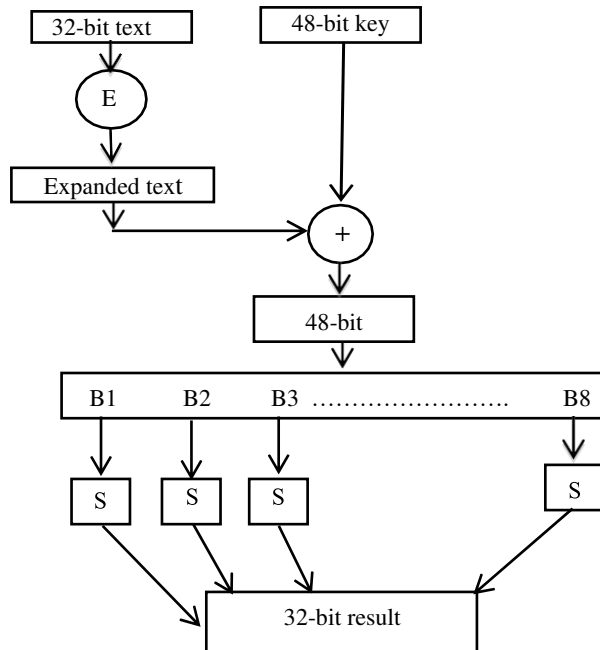 32-bit text
48-bit key
E
Expanded text
+
48-bit
B1 B2 B3 ............................ B8
S S S S
32-bit result